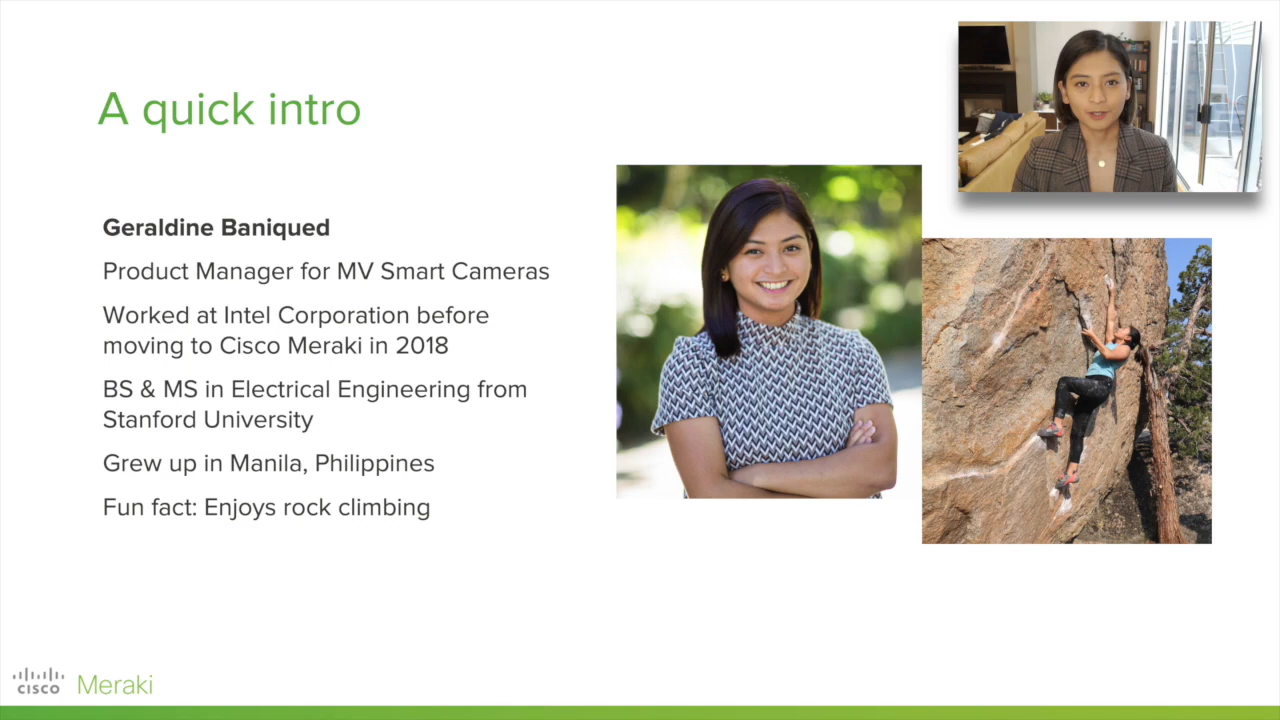 A quick intro
Geraldine Baniqued
Product Manager for MV Smart Cameras
Worked at Intel Corporation before
moving to Cisco Meraki in 2018
BS & MS in Electrical Engineering from
Stanford University
Grew up in Manila, Philippines
Fun fact: Enjoys rock climbing
cisco Meraki